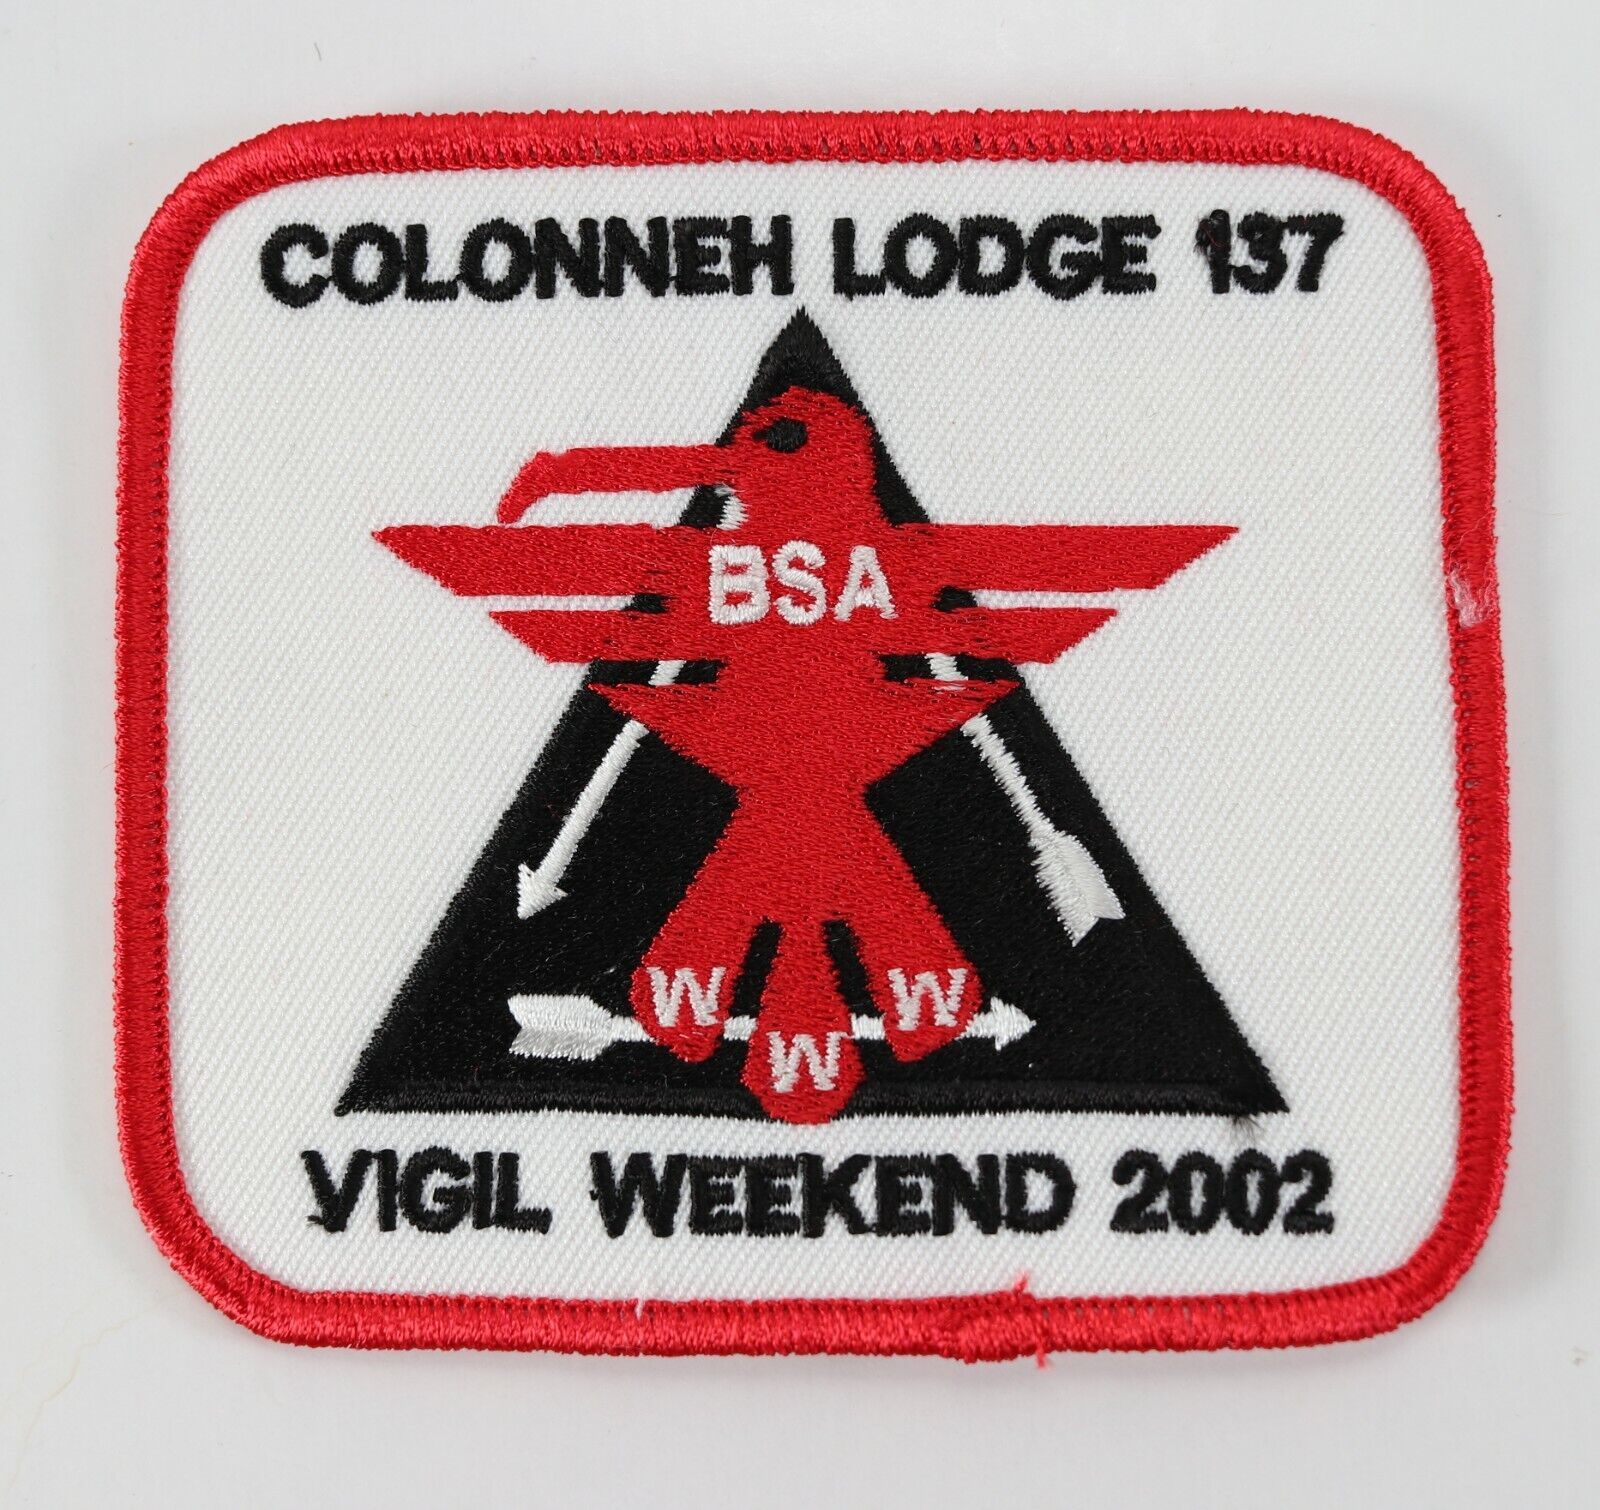 COLONNEH LODGE 137
BSA
W W W
VIGIL WEEKEND 2002